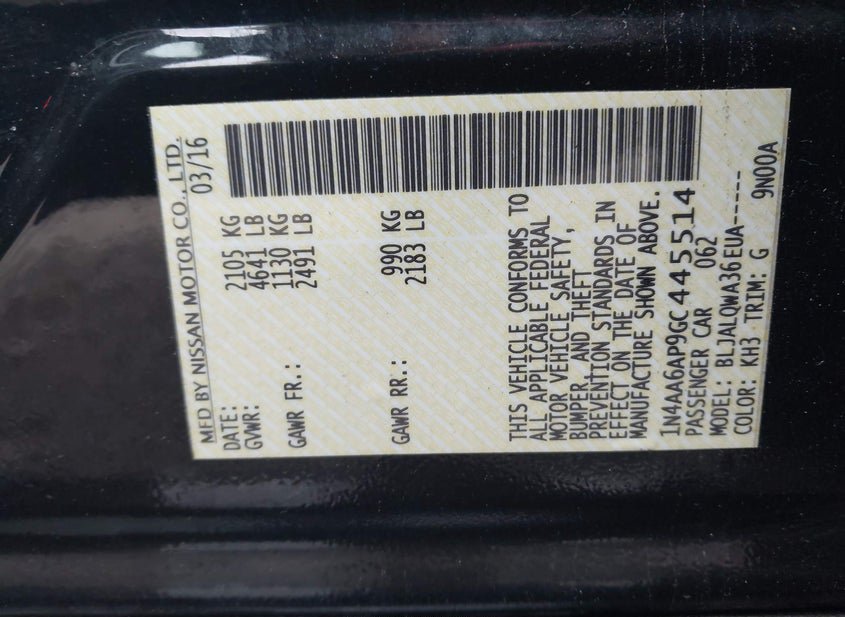 MFD BY NISSAN MOTOR CO., LTD.
DATE: 03/16
GVWR: 2105 KG
4641 LB
GAWR FR.: 1130 KG
2491 LB
GAWR RR.: 990 KG
2183 LB
THIS VEHICLE CONFORMS TO
ALL APPLICABLE FEDERAL
MOTOR VEHICLE SAFETY,
BUMPER, AND THEFT
PREVENTION STANDARDS IN
EFFECT ON THE DATE OF
MANUFACTURE SHOWN ABOVE.
1N4AA6AP9GC445514
PASSENGER CAR 062
MODEL: BLJALQWA36EUA-----
COLOR: KH3 TRIM: G 9N00A